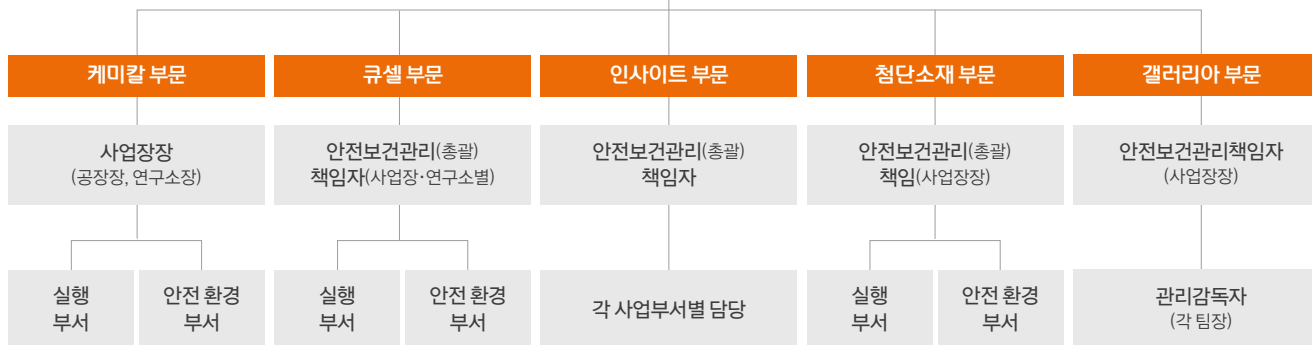 케미칼 부문
큐셀 부문
인사이트 부문
첨단소재 부문
갤러리아 부문
사업장장
(공장장, 연구소장)
안전보건관리(총괄)
책임자(사업장·연구소별)
안전보건관리(총괄)
책임자
안전보건관리(총괄)
책임(사업장장)
안전보건관리책임자
(사업장장)
실행
부서
안전 환경
부서
실행
부서
안전 환경
부서
각 사업부서별 담당
실행
부서
안전 환경
부서
관리감독자
(각 팀장)